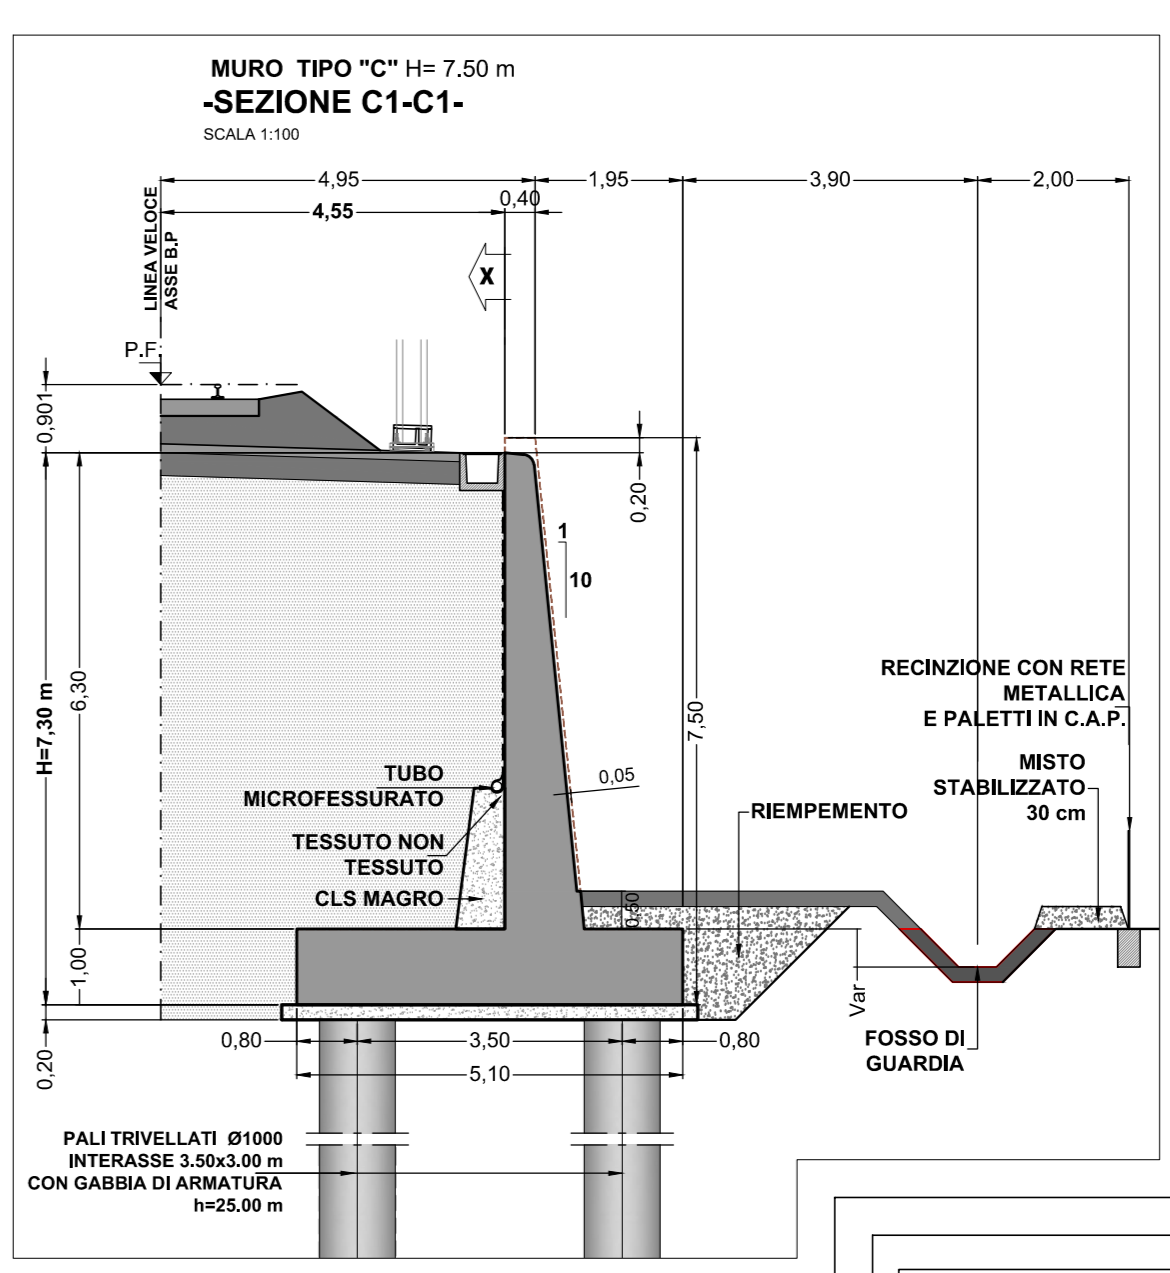 MURO TIPO "C" H= 7.50 m
-SEZIONE C1-C1-
SCALA 1:100
4,95
1,95
3,90
2,00
4,55
0,40
LINEA VELOCE
ASSE B.P
X
P.F.
0,901
0,20
1
10
H=7,30 m
6,30
7,50
RECINZIONE CON RETE
METALLICA
E PALETTI IN C.A.P.
MISTO
STABILIZZATO
30 cm
TUBO
MICROFESSURATO
0,05
RIEMPEMENTO
TESSUTO NON
TESSUTO
CLS MAGRO
0,50
1,00
Var
0,20
0,80
3,50
0,80
5,10
FOSSO DI
GUARDIA
PALI TRIVELLATI Ø1000
INTERASSE 3.50x3.00 m
CON GABBIA DI ARMATURA
h=25.00 m